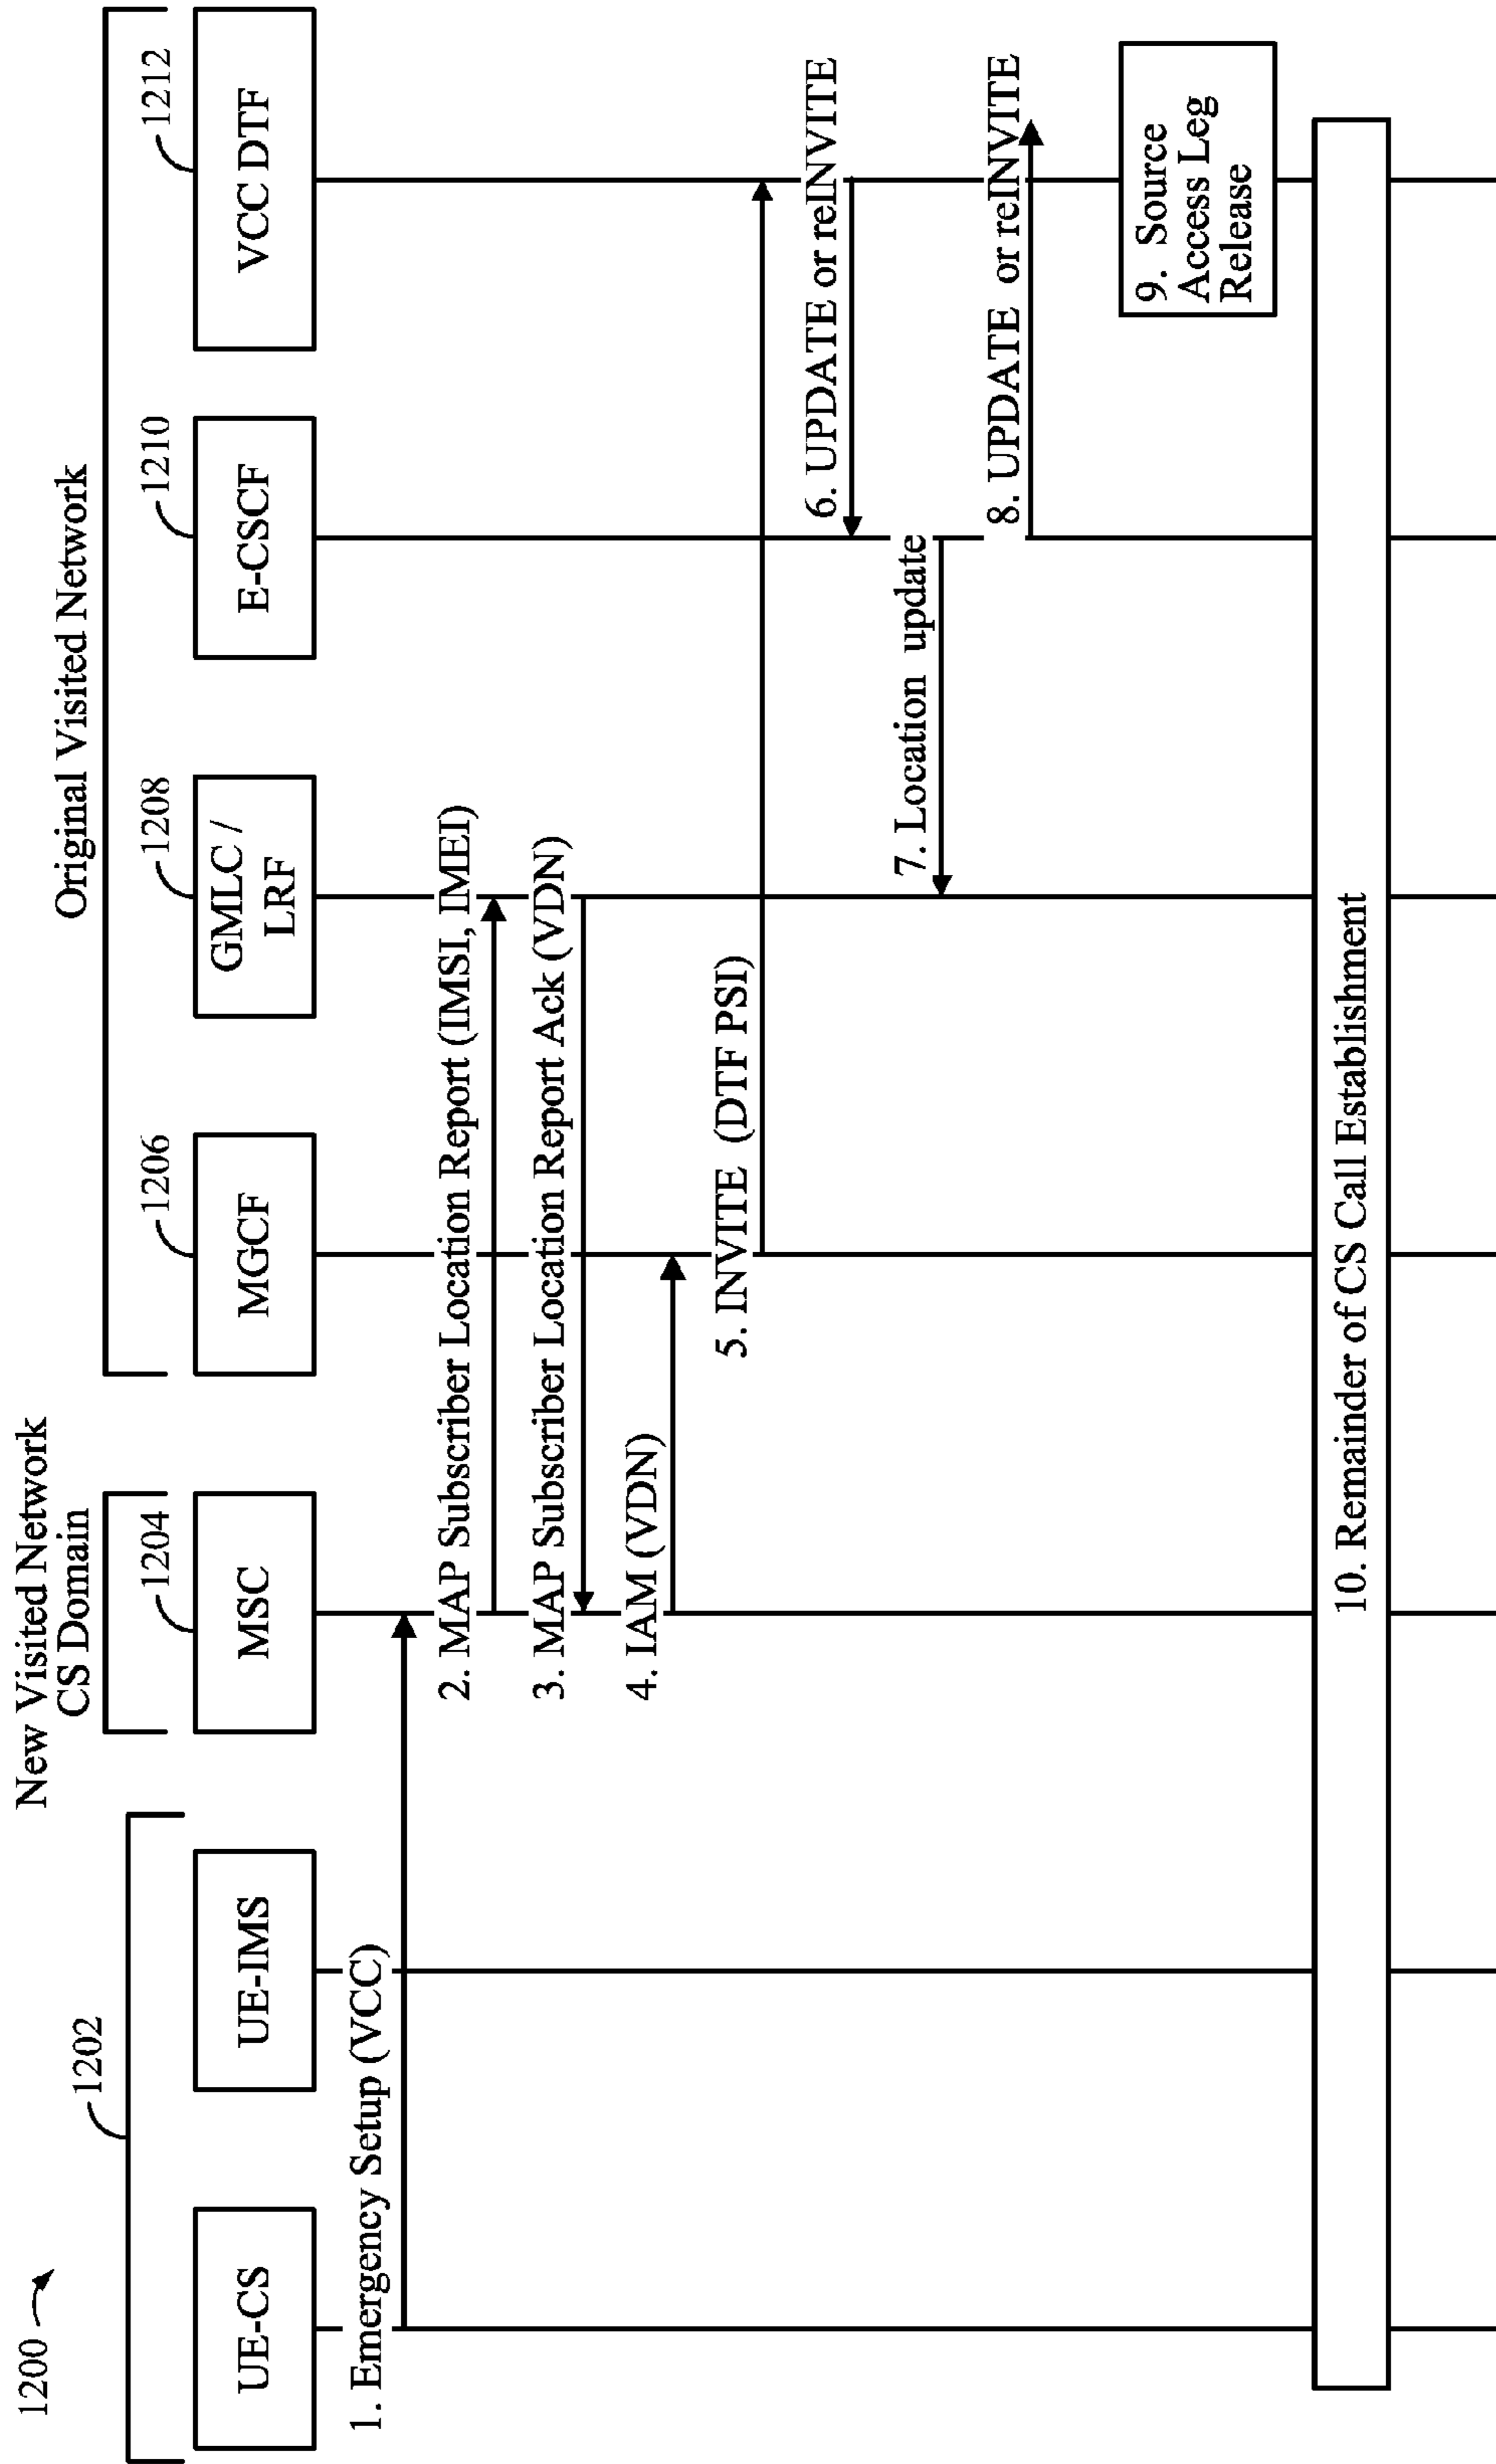 1200
1202
New Visited Network
CS Domain
Original Visited Network
1204
1206
1208
1210
1212
UE-CS
UE-IMS
MSC
MGCF
GMLC /
LRF
E-CSCF
VCC DTF
1. Emergency Setup (VCC)
2. MAP Subscriber Location Report (IMSI, IMEI)
3. MAP Subscriber Location Report Ack (VDN)
4. IAM (VDN)
5. INVITE (DTF PSI)
6. UPDATE or reINVITE
7. Location update
8. UPDATE or reINVITE
9. Source
Access Leg
Release
10. Remainder of CS Call Establishment